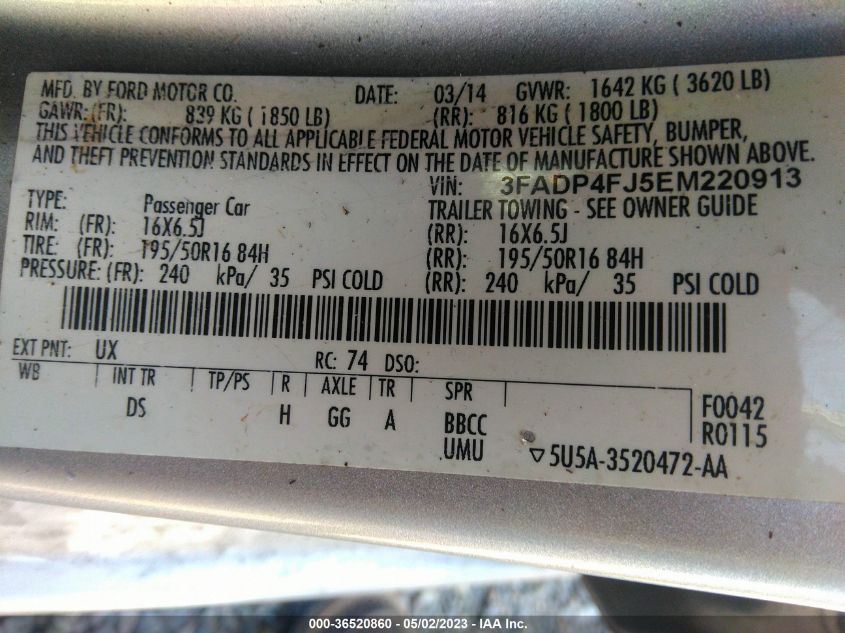 MFD. BY FORD MOTOR CO. DATE: 03/14 GVWR: 1642 KG ( 3620 LB)
GAWR: (FR): 839 KG ( 1850 LB) (RR): 816 KG ( 1800 LB)
THIS VEHICLE CONFORMS TO ALL APPLICABLE FEDERAL MOTOR VEHICLE SAFETY, BUMPER,
AND THEFT PREVENTION STANDARDS IN EFFECT ON THE DATE OF MANUFACTURE SHOWN ABOVE.
VIN: 3FADP4FJ5EM220913
TYPE: Passenger Car TRAILER TOWING - SEE OWNER GUIDE
RIM: (FR): 16X6.5J (RR): 16X6.5J
TIRE: (FR): 195/50R16 84H (RR): 195/50R16 84H
PRESSURE: (FR): 240 kPa/ 35 PSI COLD (RR): 240 kPa/ 35 PSI COLD
EXT PNT: UX RC: 74 DSO:
WB INT TR TP/PS R AXLE TR SPR F0042
DS H GG A BBCC R0115
UMU ▽5U5A-3520472-AA
000-36520860 - 05/02/2023 - IAA Inc.